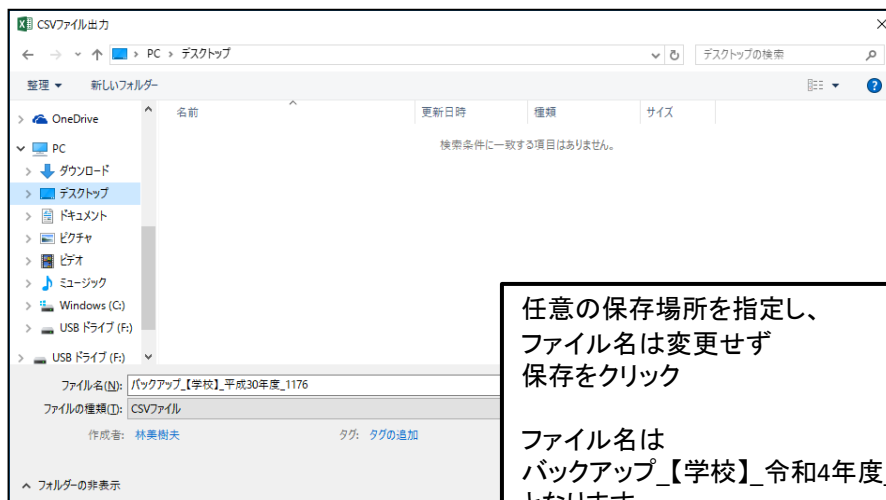 CSVファイル出力
PC › デスクトップ
デスクトップの検索
整理 新しいフォルダー
名前 更新日時 種類 サイズ
検索条件に一致する項目はありません。
OneDrive
PC
ダウンロード
デスクトップ
ドキュメント
ピクチャ
ビデオ
ミュージック
Windows (C:)
USB ドライブ (F:)
USB ドライブ (F:)
ファイル名(N): バックアップ_【学校】_平成30年度_1176
ファイルの種類(T): CSVファイル
作成者: 林美樹夫 タグ: タグの追加
フォルダーの非表示
任意の保存場所を指定し、
ファイル名は変更せず
保存をクリック
ファイル名は
バックアップ_【学校】_令和4年度_
となります